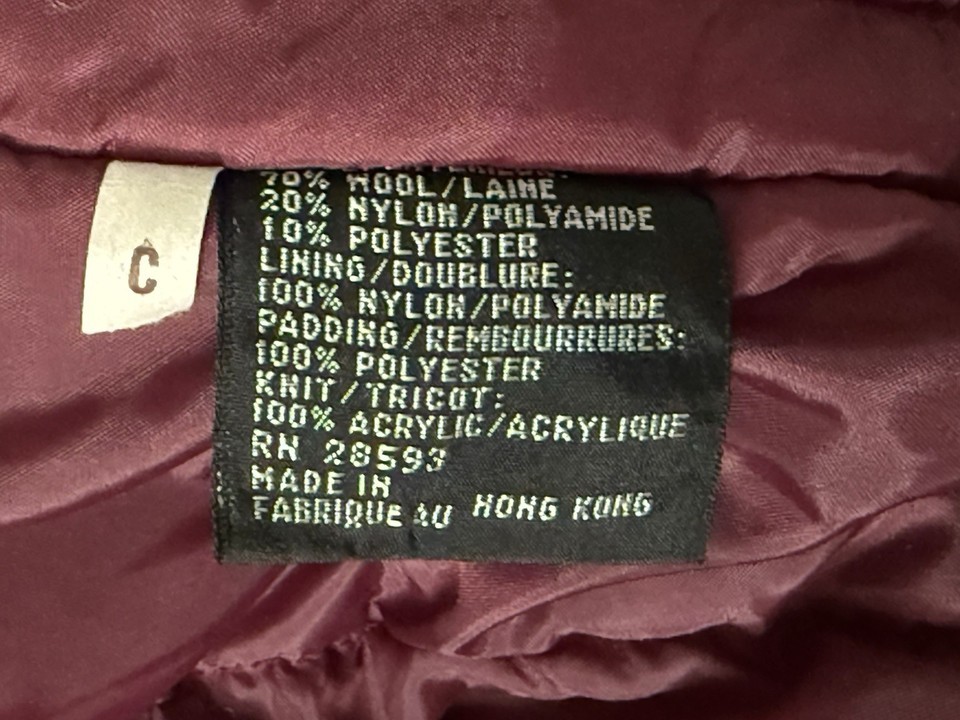 C
70% WOOL/LAINE
20% NYLON/POLYAMIDE
10% POLYESTER
LINING/DOUBLURE:
100% NYLON/POLYAMIDE
PADDING/REMBOURRURES:
100% POLYESTER
KNIT/TRICOT:
100% ACRYLIC/ACRYLIQUE
RN 28593
MADE IN
FABRIQUE AU HONG KONG